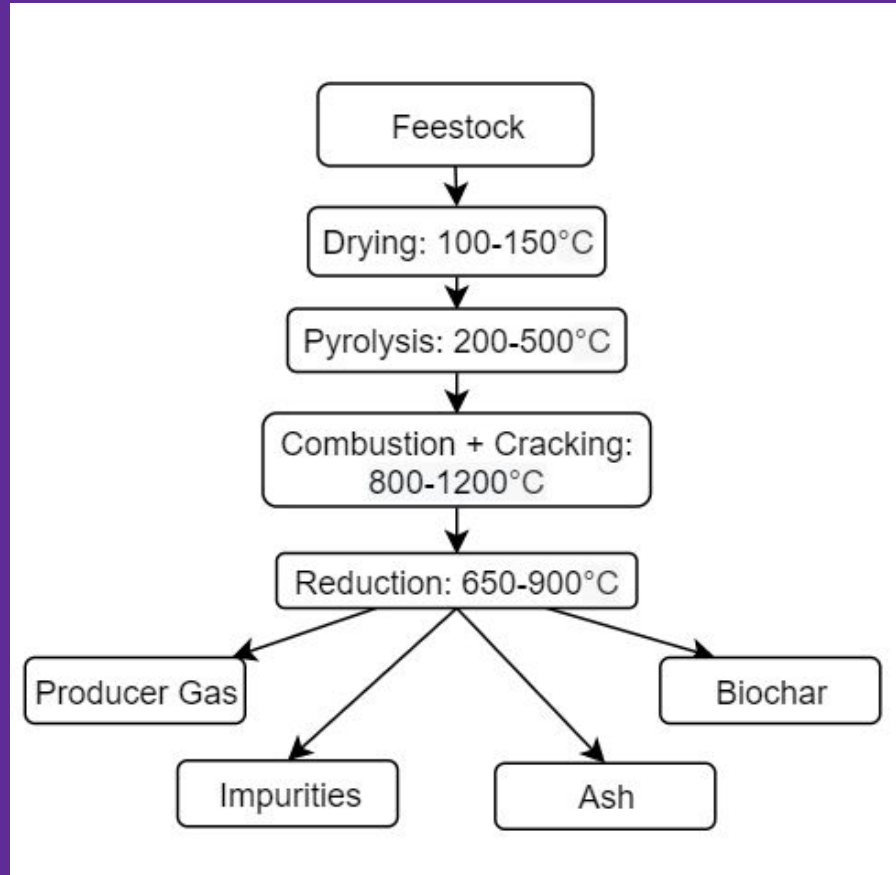 Feestock
Drying: 100-150°C
Pyrolysis: 200-500°C
Combustion + Cracking:
800-1200°C
Reduction: 650-900°C
Producer Gas
Biochar
Impurities
Ash